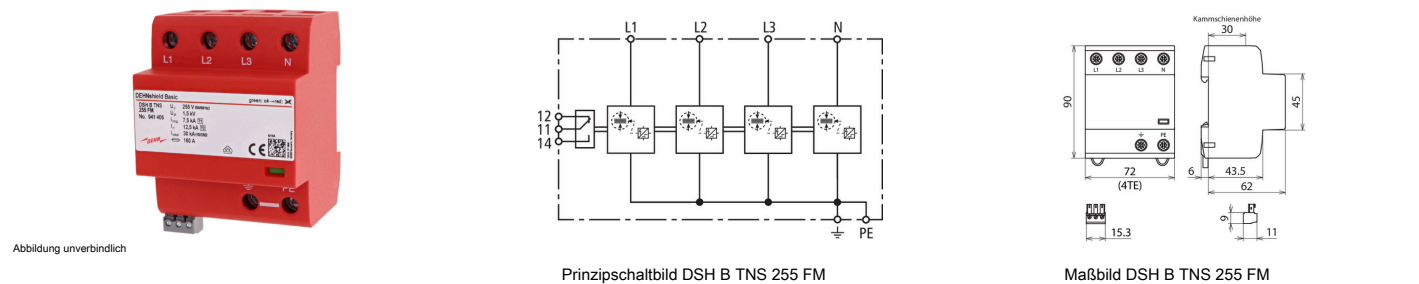 L1 L2 L3 N
DEHNshield Basic green: ok → red:
DSH B TNS
255 FM
No. 941 406
255 V
1,5 kV
7,5 kA
12,5 kA
30 kA
160 A
DEHN
CE
PE
Abbildung unverbindlich
L1 L2 L3 N
12
11
14
PE
Prinzipschaltbild DSH B TNS 255 FM
Kammschienenhöhe
30
L1 L2 L3 N
90
45
PE
72
(4TE)
6 43.5
62
15.3
9
11
Maßbild DSH B TNS 255 FM